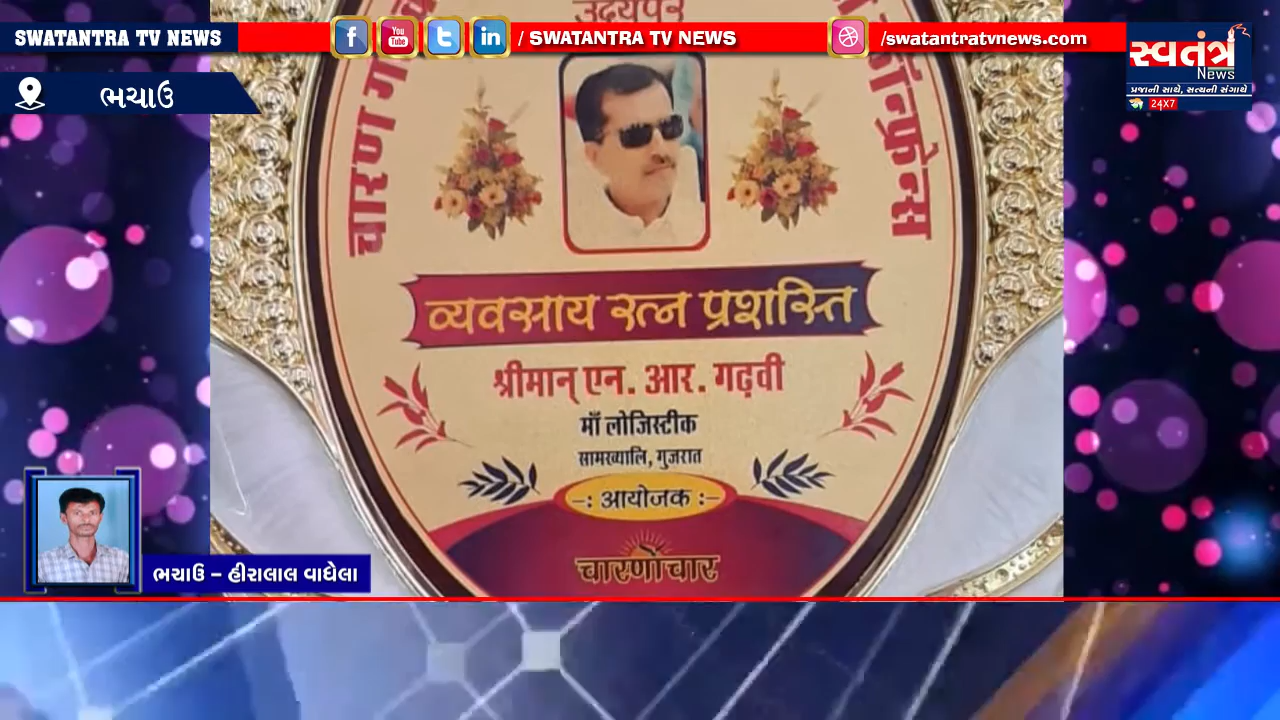 SWATANTRA TV NEWS
/ SWATANTRA TV NEWS
/swatantratvnews.com
સ્વતંત્ર
News
પ્રજાની સાથે, સત્યની સંગાથે
24X7
ભચાઉ
उदयपुर
चारण
कॉन्फ्रेन्स
व्यवसाय रत्न प्रशस्ति
श्रीमान् एन. आर. गढ़वी
माँ लोजिस्टीक
सामख्यालि, गुजरात
-: आयोजक :-
चारणोचार
ભચાઉ – હીરાલાલ વાઘેલા